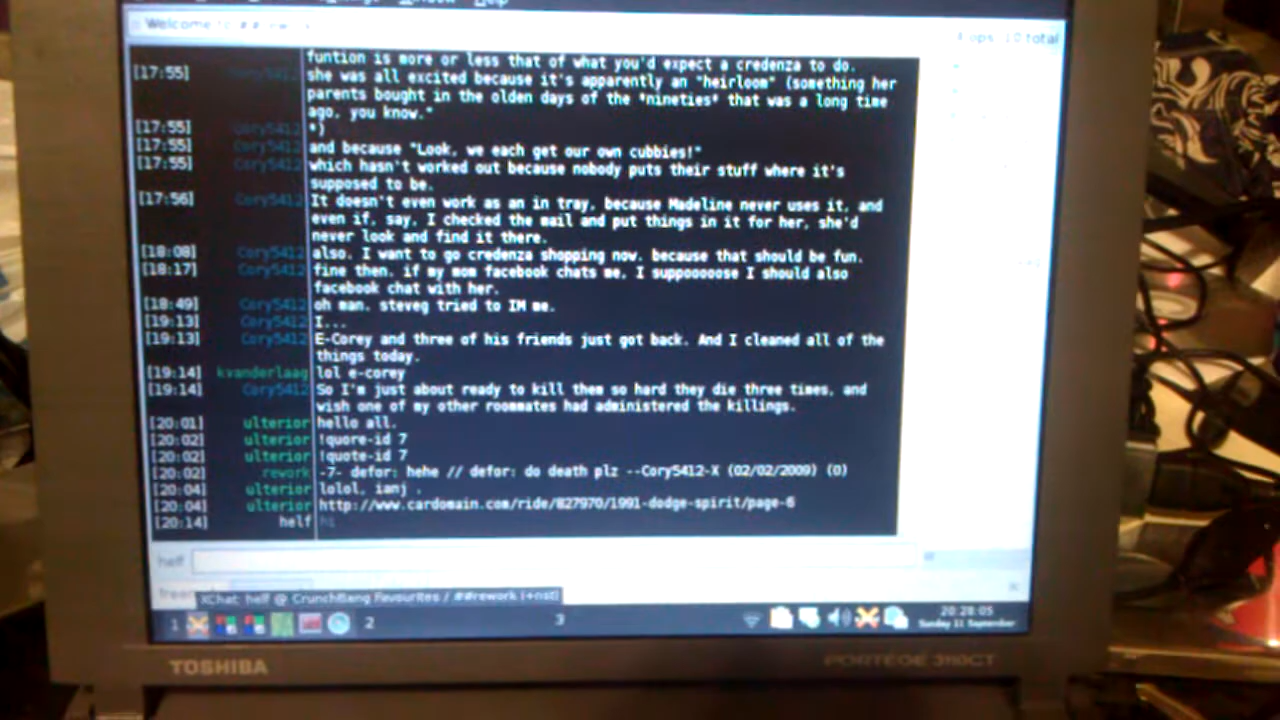 Welcome to ##rework
4 ops, 10 total
funtion is more or less that of what you'd expect a credenza to do.
[17:55] Cory5412 she was all excited because it's apparently an "heirloom" (something her
parents bought in the olden days of the *nineties* that was a long time
ago, you know."
[17:55] Cory5412 *)
[17:55] Cory5412 and because "Look, we each get our own cubbies!"
[17:55] Cory5412 which hasn't worked out because nobody puts their stuff where it's
supposed to be.
[17:56] Cory5412 It doesn't even work as an in tray, because Madeline never uses it, and
even if, say, I checked the mail and put things in it for her, she'd
never look and find it there.
[18:08] Cory5412 also, I want to go credenza shopping now, because that should be fun.
[18:17] Cory5412 fine then, if my mom facebook chats me, I suppooooose I should also
facebook chat with her.
[18:49] Cory5412 oh man, steveg tried to IM me.
[19:13] Cory5412 I...
[19:13] Cory5412 E-Corey and three of his friends just got back. And I cleaned all of the
things today.
[19:14] kvanderlaag lol e-corey
[19:14] Cory5412 So I'm just about ready to kill them so hard they die three times, and
wish one of my other roommates had administered the killings.
[20:01] ulterior hello all.
[20:02] ulterior !quore-id 7
[20:02] ulterior !quote-id 7
[20:02] rework -7- defor: hehe // defor: do death plz --Cory5412-X (02/02/2009) (0)
[20:04] ulterior lolol, ianj .
[20:04] ulterior http://www.cardomain.com/ride/827970/1991-dodge-spirit/page-6
[20:14] helf hi
helf
XChat: helf @ CrunchBang Favourites / ##rework (+nst)
1 2 3
20:28:05
Sunday 11 September
TOSHIBA
PORTEGE 3110CT